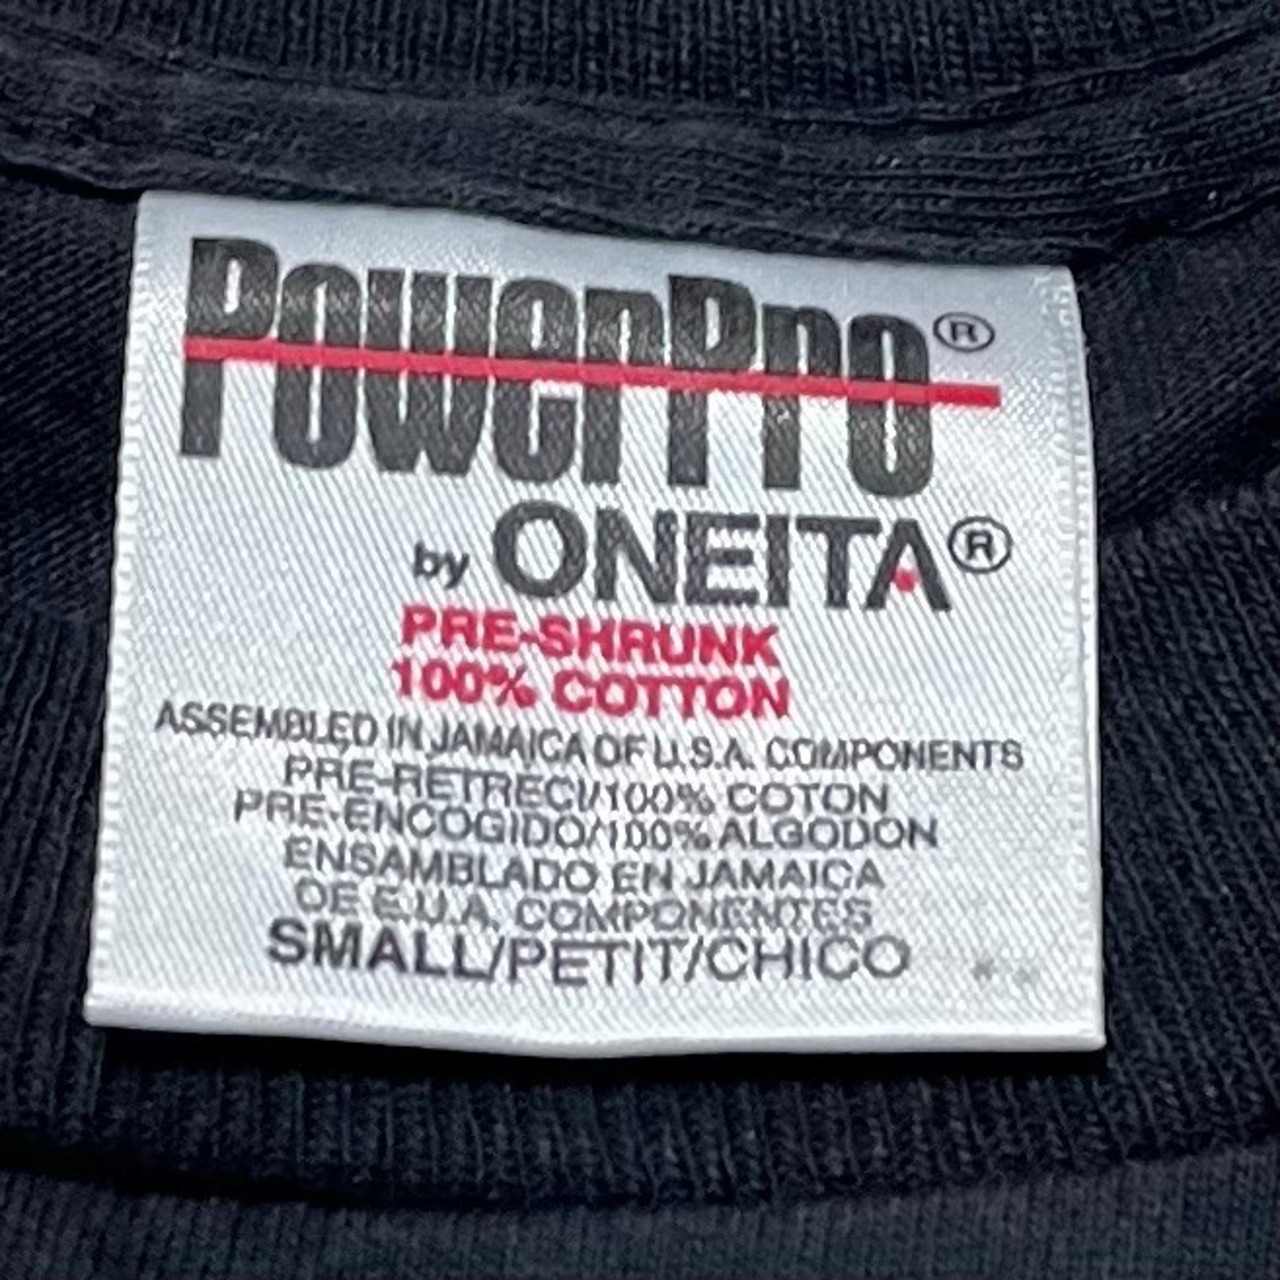 PowerPro®
by ONEITA®
PRE-SHRUNK
100% COTTON
ASSEMBLED IN JAMAICA OF U.S.A. COMPONENTS
PRE-RETRECI/100% COTON
PRE-ENCOGIDO/100% ALGODON
ENSAMBLADO EN JAMAICA
DE E.U.A. COMPONENTES
SMALL/PETIT/CHICO **